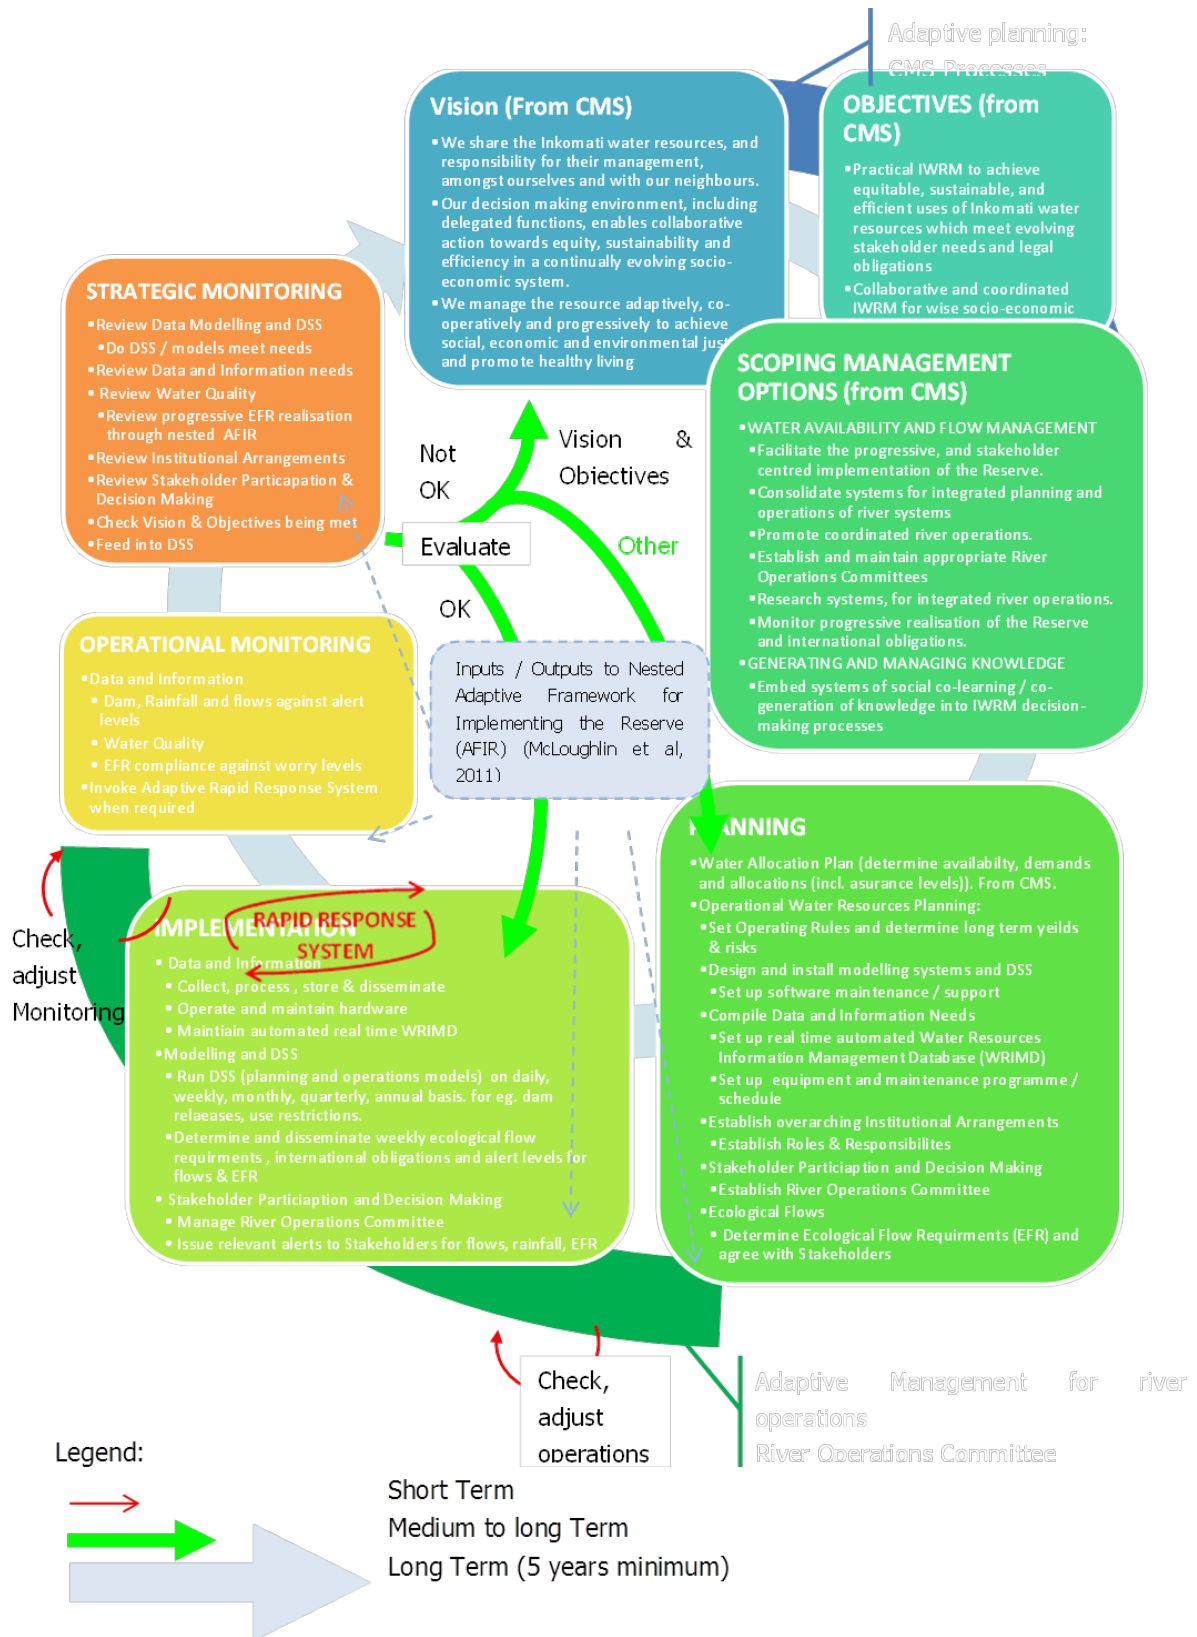 Adaptive planning:
CMS Processes
Vision (From CMS)
•We share the Inkomati water resources, and
responsibility for their management,
amongst ourselves and with our neighbours.
•Our decision making environment, including
delegated functions, enables collaborative
action towards equity, sustainability and
efficiency in a continually evolving socio-
economic system.
•We manage the resource adaptively, co-
operatively and progressively to achieve
social, economic and environmental just
and promote healthy living
OBJECTIVES (from
CMS)
•Practical IWRM to achieve
equitable, sustainable, and
efficient uses of Inkomati water
resources which meet evolving
stakeholder needs and legal
obligations
•Collaborative and coordinated
IWRM for wise socio-economic
STRATEGIC MONITORING
•Review Data Modelling and DSS
•Do DSS / models meet needs
•Review Data and Information needs
• Review Water Quality
•Review progressive EFR realisation
through nested AFIR
•Review Institutional Arrangements
•Review Stakeholder Particapation &
Decision Making
•Check Vision & Objectives being met
•Feed into DSS
SCOPING MANAGEMENT
OPTIONS (from CMS)
•WATER AVAILABILITY AND FLOW MANAGEMENT
•Facilitate the progressive, and stakeholder
centred implementation of the Reserve.
•Consolidate systems for integrated planning and
operations of river systems
•Promote coordinated river operations.
•Establish and maintain appropriate River
Operations Committees
•Research systems, for integrated river operations.
•Monitor progressive realisation of the Reserve
and international obligations.
•GENERATING AND MANAGING KNOWLEDGE
•Embed systems of social co-learning / co-
generation of knowledge into IWRM decision-
making processes
Not
OK
Vision &
Objectives
Evaluate
Other
OK
OPERATIONAL MONITORING
•Data and Information
• Dam, Rainfall and flows against alert
levels
• Water Quality
• EFR compliance against worry levels
•Invoke Adaptive Rapid Response System
when required
Inputs / Outputs to Nested
Adaptive Framework for
Implementing the Reserve
(AFIR) (McLoughlin et al,
2011)
PLANNING
•Water Allocation Plan (determine availabilty, demands
and allocations (incl. asurance levels)). From CMS.
•Operational Water Resources Planning:
•Set Operating Rules and determine long term yeilds
& risks
•Design and install modelling systems and DSS
•Set up software maintenance / support
•Compile Data and Information Needs
•Set up real time automated Water Resources
Information Management Database (WRIMD)
•Set up equipment and maintenance programme /
schedule
•Establish overarching Institutional Arrangements
•Establish Roles & Responsibilites
•Stakeholder Particiaption and Decision Making
•Establish River Operations Committee
•Ecological Flows
• Determine Ecological Flow Requirments (EFR) and
agree with Stakeholders
Check,
adjust
Monitoring
IMPLEMENTATION
RAPID RESPONSE
SYSTEM
• Data and Information
• Collect, process , store & disseminate
• Operate and maintain hardware
• Maintiain automated real time WRIMD
•Modelling and DSS
• Run DSS (planning and operations models) on daily,
weekly, monthly, quarterly, annual basis. for eg. dam
relaeases, use restrictions.
•Determine and disseminate weekly ecological flow
requirments , international obligations and alert levels for
flows & EFR
• Stakeholder Particiaption and Decision Making
• Manage River Operations Committee
• Issue relevant alerts to Stakeholders for flows, rainfall, EFR
Check,
adjust
operations
Adaptive Management for river
operations
River Operations Committee
Legend:
Short Term
Medium to long Term
Long Term (5 years minimum)